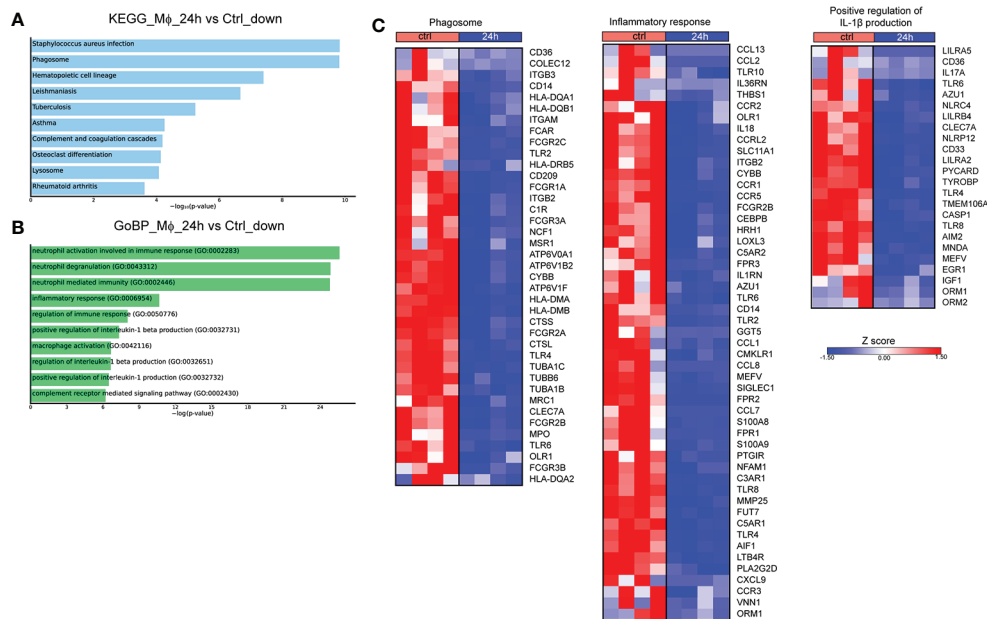 A
KEGG_Mϕ_24h vs Ctrl_down
Staphylococcus aureus infection
Phagosome
Hematopoietic cell lineage
Leishmaniasis
Tuberculosis
Asthma
Complement and coagulation cascades
Osteoclast differentiation
Lysosome
Rheumatoid arthritis
0 2 4 6 8 10
−log₁₀(p-value)
B
GoBP_Mϕ_24h vs Ctrl_down
neutrophil activation involved in immune response (GO:0002283)
neutrophil degranulation (GO:0043312)
neutrophil mediated immunity (GO:0002446)
inflammatory response (GO:0006954)
regulation of immune response (GO:0050776)
positive regulation of interleukin-1 beta production (GO:0032731)
macrophage activation (GO:0042116)
regulation of interleukin-1 beta production (GO:0032651)
positive regulation of interleukin-1 production (GO:0032732)
complement receptor mediated signaling pathway (GO:0002430)
0 3 6 9 12 15 18 21 24
−log(p-value)
C
Phagosome
ctrl 24h
CD36
COLEC12
ITGB3
CD14
HLA-DQA1
HLA-DQB1
ITGAM
FCAR
FCGR2C
TLR2
HLA-DRB5
CD209
FCGR1A
ITGB2
C1R
FCGR3A
NCF1
MSR1
ATP6V0A1
ATP6V1B2
CYBB
ATP6V1F
HLA-DMA
HLA-DMB
CTSS
FCGR2A
CTSL
TLR4
TUBA1C
TUBB6
TUBA1B
MRC1
CLEC7A
FCGR2B
MPO
TLR6
OLR1
FCGR3B
HLA-DQA2
Inflammatory response
ctrl 24h
CCL13
CCL2
TLR10
IL36RN
THBS1
CCR2
OLR1
IL18
CCRL2
SLC11A1
ITGB2
CYBB
CCR1
CCR5
FCGR2B
CEBPB
HRH1
LOXL3
C5AR2
FPR3
IL1RN
AZU1
TLR6
CD14
TLR2
GGT5
CCL1
CMKLR1
CCL8
MEFV
SIGLEC1
FPR2
CCL7
S100A8
FPR1
S100A9
PTGIR
NFAM1
C3AR1
TLR8
MMP25
FUT7
C5AR1
TLR4
AIF1
LTB4R
PLA2G2D
CXCL9
CCR3
VNN1
ORM1
Positive regulation of
IL-1β production
ctrl 24h
LILRA5
CD36
IL17A
TLR6
AZU1
NLRC4
LILRB4
CLEC7A
NLRP12
CD33
LILRA2
PYCARD
TYROBP
TLR4
TMEM106A
CASP1
TLR8
AIM2
MNDA
MEFV
EGR1
IGF1
ORM1
ORM2
Z score
-1.50 0.00 1.50